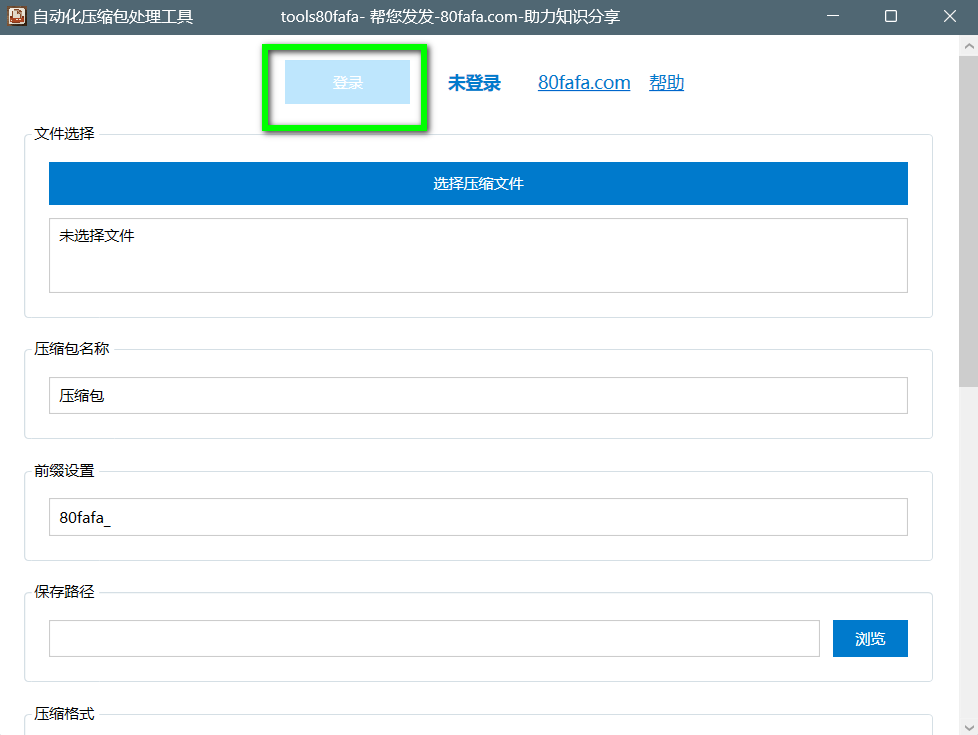 自动化压缩包处理工具 tools80fafa- 帮您发发-80fafa.com-助力知识分享
登录 未登录 80fafa.com 帮助
文件选择
选择压缩文件
未选择文件
压缩包名称
压缩包
前缀设置
80fafa_
保存路径
浏览
压缩格式